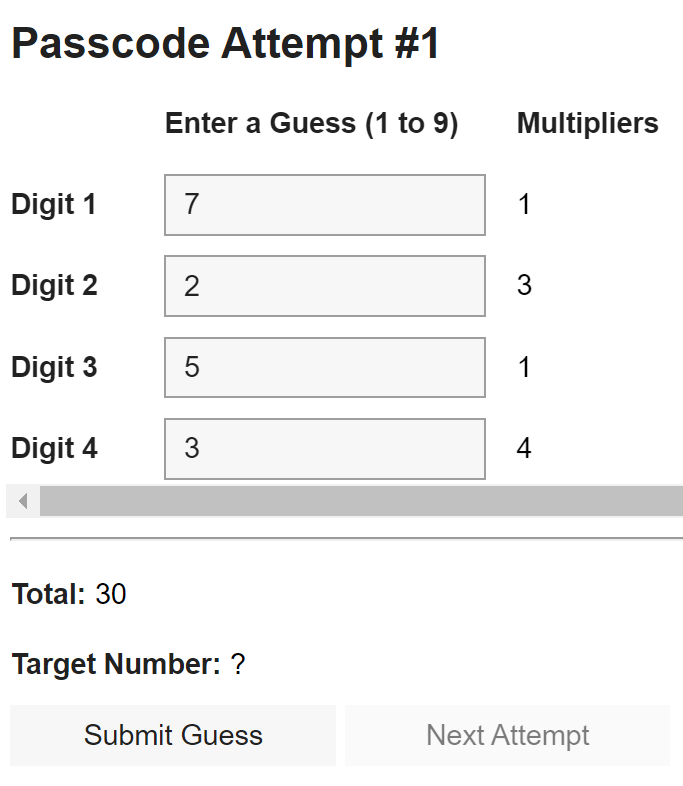 Passcode Attempt #1
Enter a Guess (1 to 9) Multipliers
Digit 1 7 1
Digit 2 2 3
Digit 3 5 1
Digit 4 3 4
Total: 30
Target Number: ?
Submit Guess Next Attempt